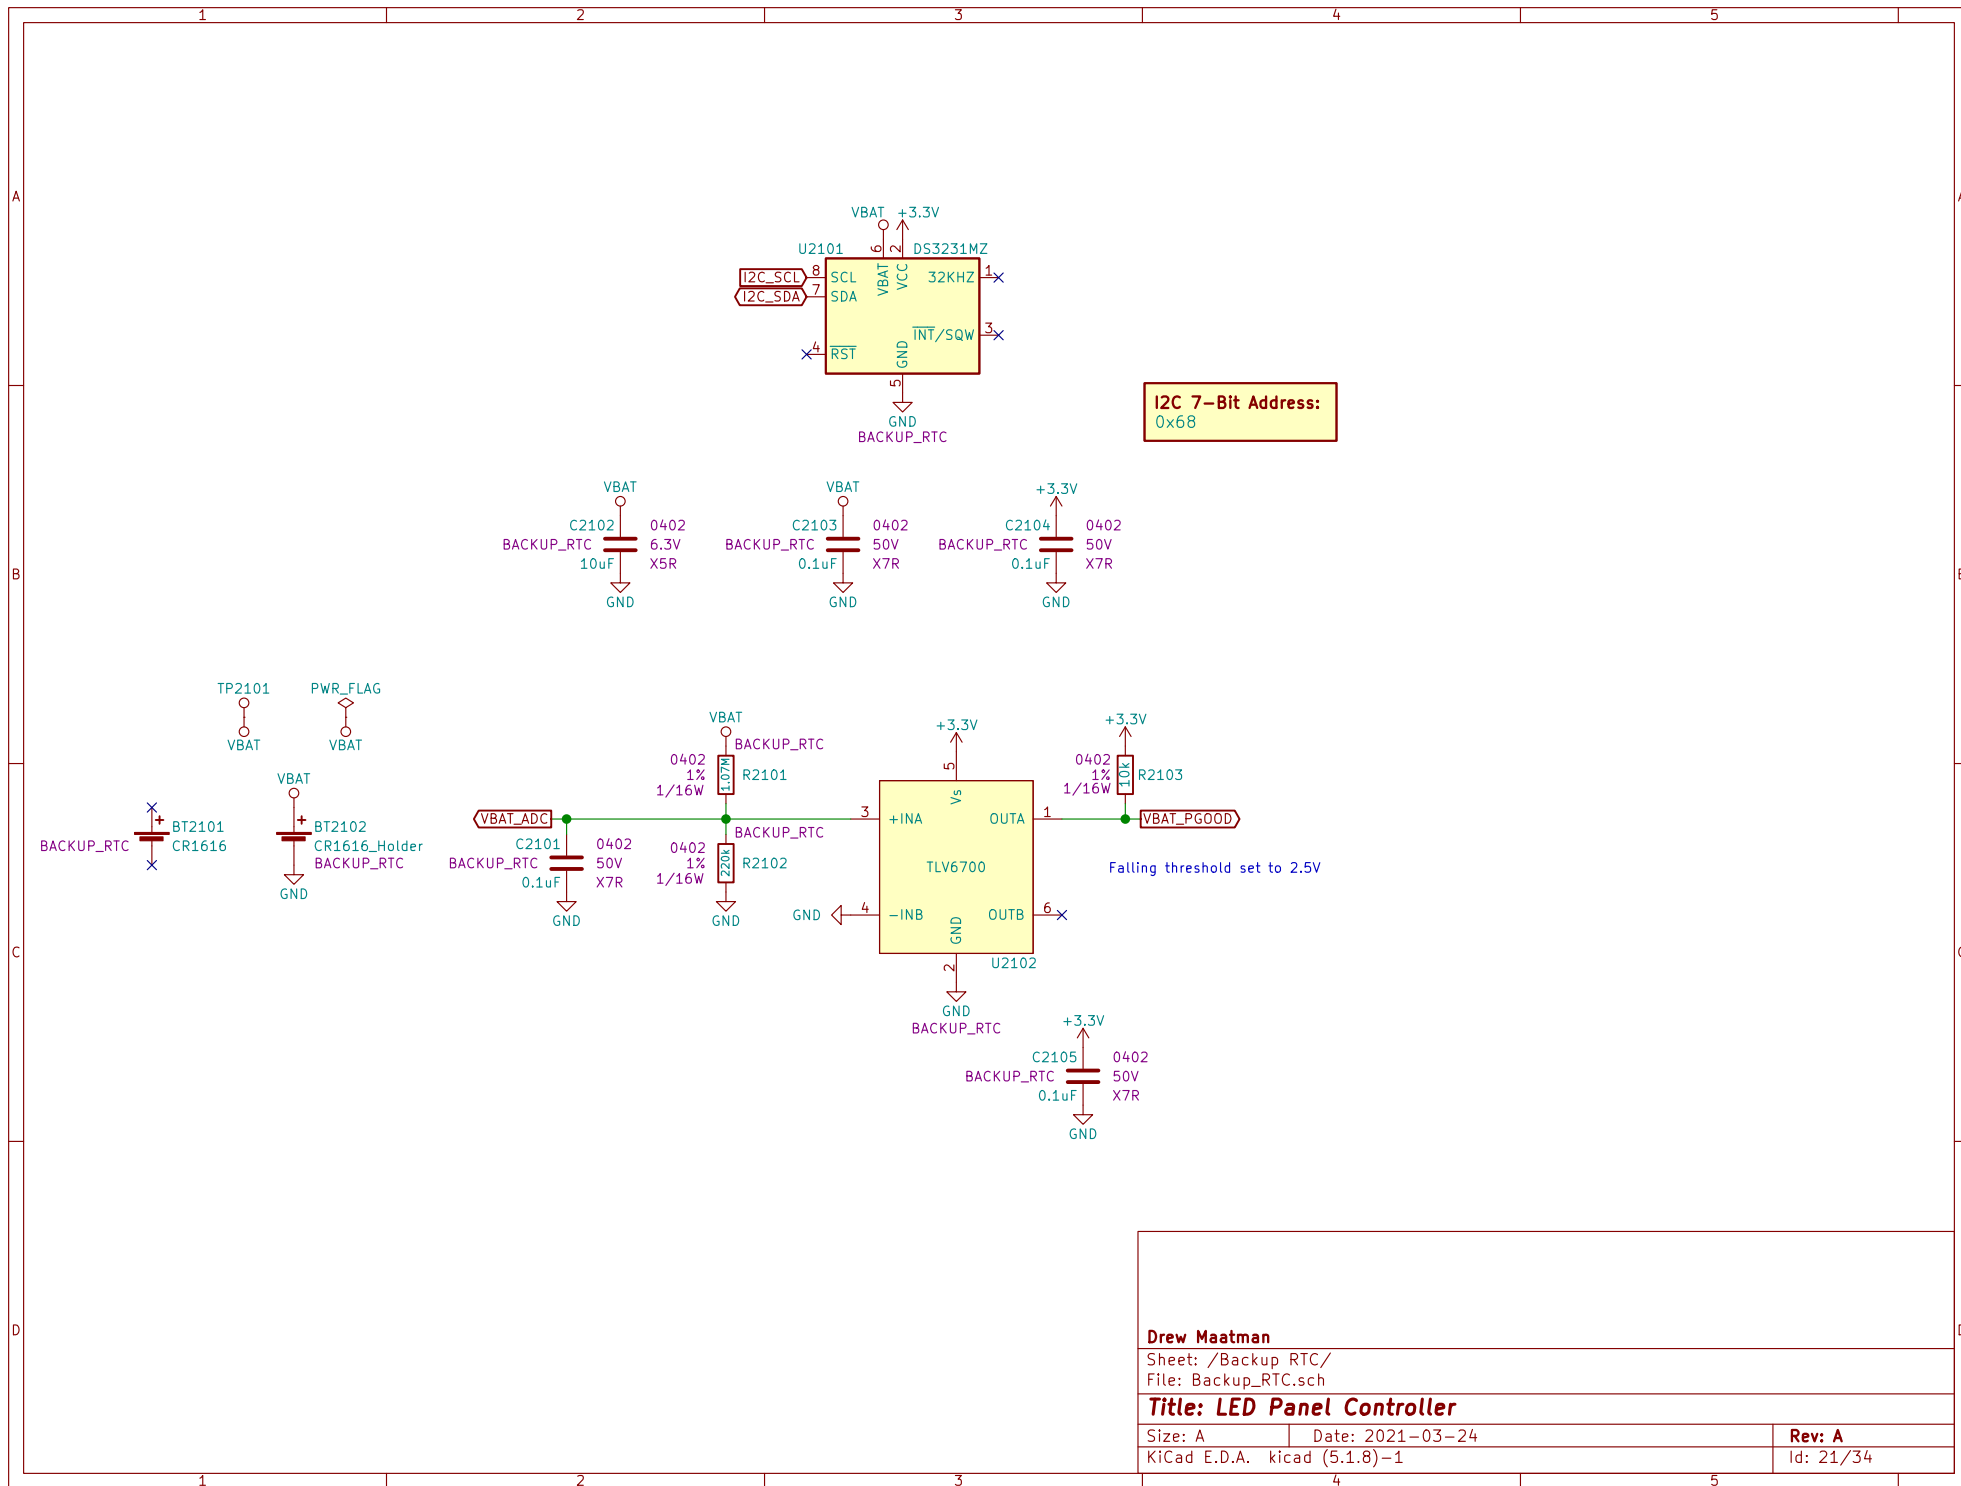 1 2 3 4 5
A A
VBAT +3.3V
U2101 DS3231MZ
6 2
I2C_SCL 8 SCL VBAT VCC 32KHZ 1
I2C_SDA 7 SDA
INT/SQW 3
4 RST GND
5
GND
BACKUP_RTC
I2C 7-Bit Address:
0x68
VBAT VBAT +3.3V
C2102 0402 C2103 0402 C2104 0402
BACKUP_RTC 6.3V BACKUP_RTC 50V BACKUP_RTC 50V
10uF X5R 0.1uF X7R 0.1uF X7R
B
GND GND GND
TP2101 PWR_FLAG
VBAT VBAT
VBAT
+
BT2101
CR1616
BACKUP_RTC
+
BT2102
CR1616_Holder
BACKUP_RTC
GND
VBAT
BACKUP_RTC
0402
1%
1/16W
1.07M
R2101
VBAT_ADC
C2101 0402
BACKUP_RTC 50V
0.1uF X7R
GND
BACKUP_RTC
0402
1%
1/16W
220k
R2102
GND
+3.3V
5
Vs
3 +INA OUTA 1
TLV6700
GND 4 -INB OUTB 6
GND
U2102
2
GND
BACKUP_RTC
+3.3V
0402
1%
1/16W
10k
R2103
VBAT_PGOOD
Falling threshold set to 2.5V
C
+3.3V
C2105 0402
BACKUP_RTC 50V
0.1uF X7R
GND
D
Drew Maatman
Sheet: /Backup RTC/
File: Backup_RTC.sch
Title: LED Panel Controller
Size: A Date: 2021-03-24 Rev: A
KiCad E.D.A. kicad (5.1.8)-1 Id: 21/34
1 2 3 4 5